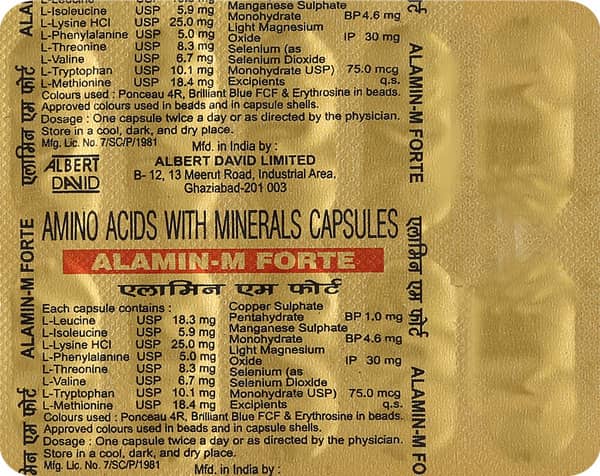 L-Isoleucine USP 5.9 mg
L-Lysine HCl USP 25.0 mg
L-Phenylalanine USP 5.0 mg
L-Threonine USP 8.3 mg
L-Valine USP 6.7 mg
L-Tryptophan USP 10.1 mg
L-Methionine USP 18.4 mg
Manganese Sulphate
Monohydrate BP 4.6 mg
Light Magnesium
Oxide IP 30 mg
Selenium (as
Selenium Dioxide
Monohydrate USP) 75.0 mcg
Excipients q.s.
Colours used : Ponceau 4R, Brilliant Blue FCF & Erythrosine in beads.
Approved colours used in beads and in capsule shells.
Dosage : One capsule twice a day or as directed by the physician.
Store in a cool, dark, and dry place.
Mfg. Lic. No. 7/SC/P/1981
Mfd. in India by :
ALBERT DAVID LIMITED
B- 12, 13 Meerut Road, Industrial Area,
Ghaziabad-201 003
ALBERT
DAVID
एलामिन एम फोर्ट
ALAMIN-M FORTE
AMINO ACIDS WITH MINERALS CAPSULES
ALAMIN-M FORTE
एलामिन एम फोर्ट
Each capsule contains :
L-Leucine USP 18.3 mg
L-Isoleucine USP 5.9 mg
L-Lysine HCl USP 25.0 mg
L-Phenylalanine USP 5.0 mg
L-Threonine USP 8.3 mg
L-Valine USP 6.7 mg
L-Tryptophan USP 10.1 mg
L-Methionine USP 18.4 mg
Copper Sulphate
Pentahydrate BP 1.0 mg
Manganese Sulphate
Monohydrate BP 4.6 mg
Light Magnesium
Oxide IP 30 mg
Selenium (as
Selenium Dioxide
Monohydrate USP) 75.0 mcg
Excipients q.s.
Colours used : Ponceau 4R, Brilliant Blue FCF & Erythrosine in beads.
Approved colours used in beads and in capsule shells.
Dosage : One capsule twice a day or as directed by the physician.
Store in a cool, dark, and dry place.
Mfg. Lic. No. 7/SC/P/1981
Mfd. in India by :
ALAMIN-M FORTE
एलामिन एम फोर्ट
ALAMIN-M FO